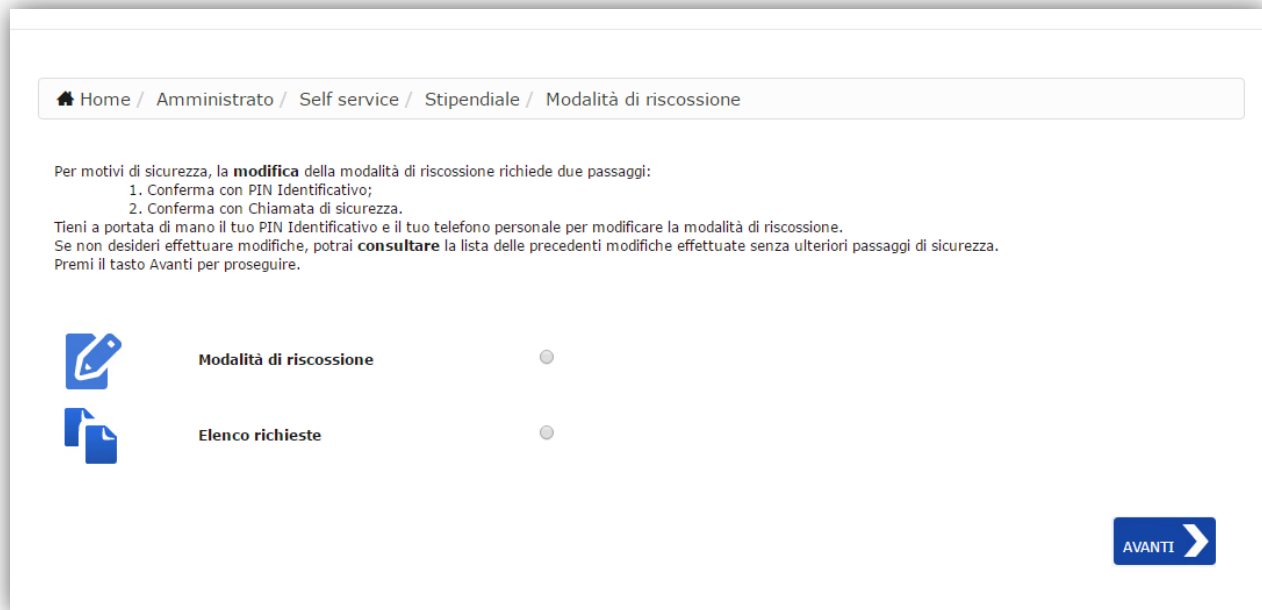 Home / Amministrato / Self service / Stipendiale / Modalità di riscossione
Per motivi di sicurezza, la modifica della modalità di riscossione richiede due passaggi:
1. Conferma con PIN Identificativo;
2. Conferma con Chiamata di sicurezza.
Tieni a portata di mano il tuo PIN Identificativo e il tuo telefono personale per modificare la modalità di riscossione.
Se non desideri effettuare modifiche, potrai consultare la lista delle precedenti modifiche effettuate senza ulteriori passaggi di sicurezza.
Premi il tasto Avanti per proseguire.
Modalità di riscossione
Elenco richieste
AVANTI